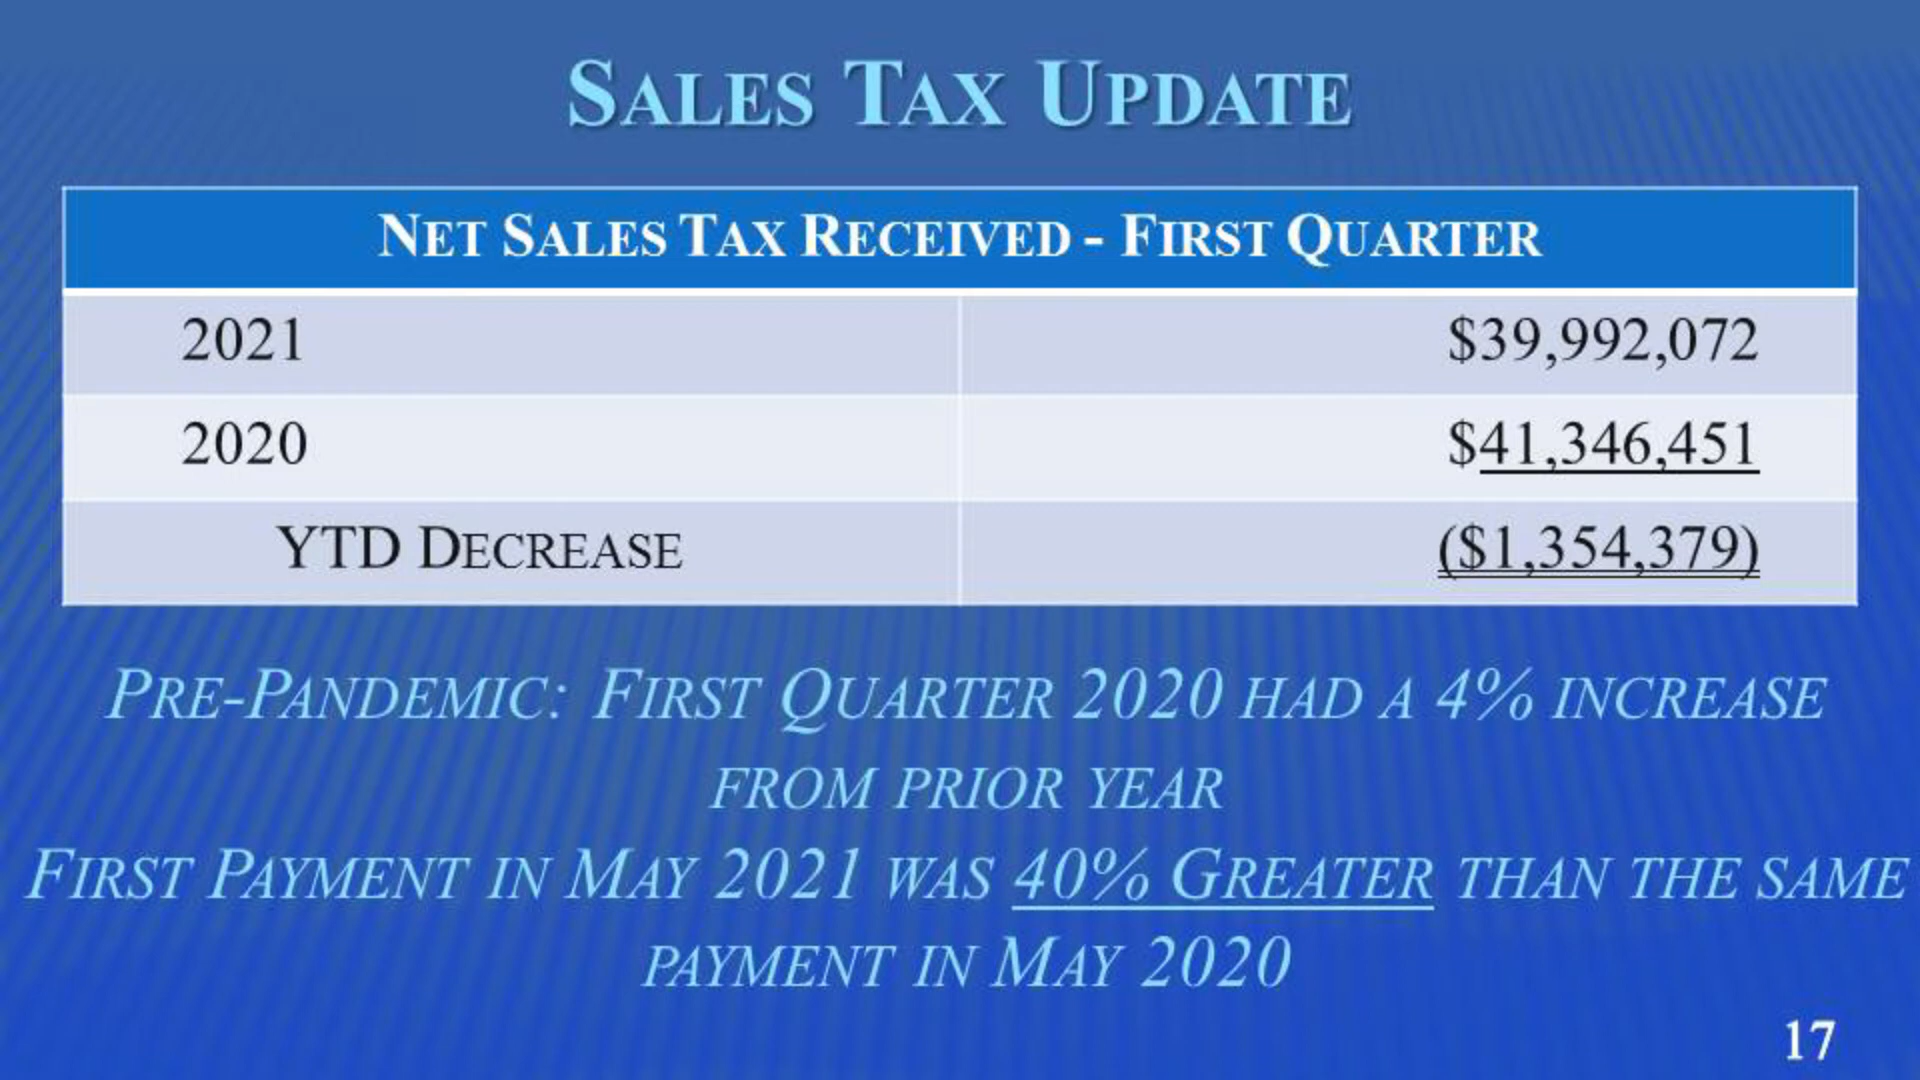 SALES TAX UPDATE
NET SALES TAX RECEIVED - FIRST QUARTER
2021 $39,992,072
2020 $41,346,451
YTD DECREASE ($1,354,379)
PRE-PANDEMIC: FIRST QUARTER 2020 HAD A 4% INCREASE
FROM PRIOR YEAR
FIRST PAYMENT IN MAY 2021 WAS 40% GREATER THAN THE SAME
PAYMENT IN MAY 2020
17